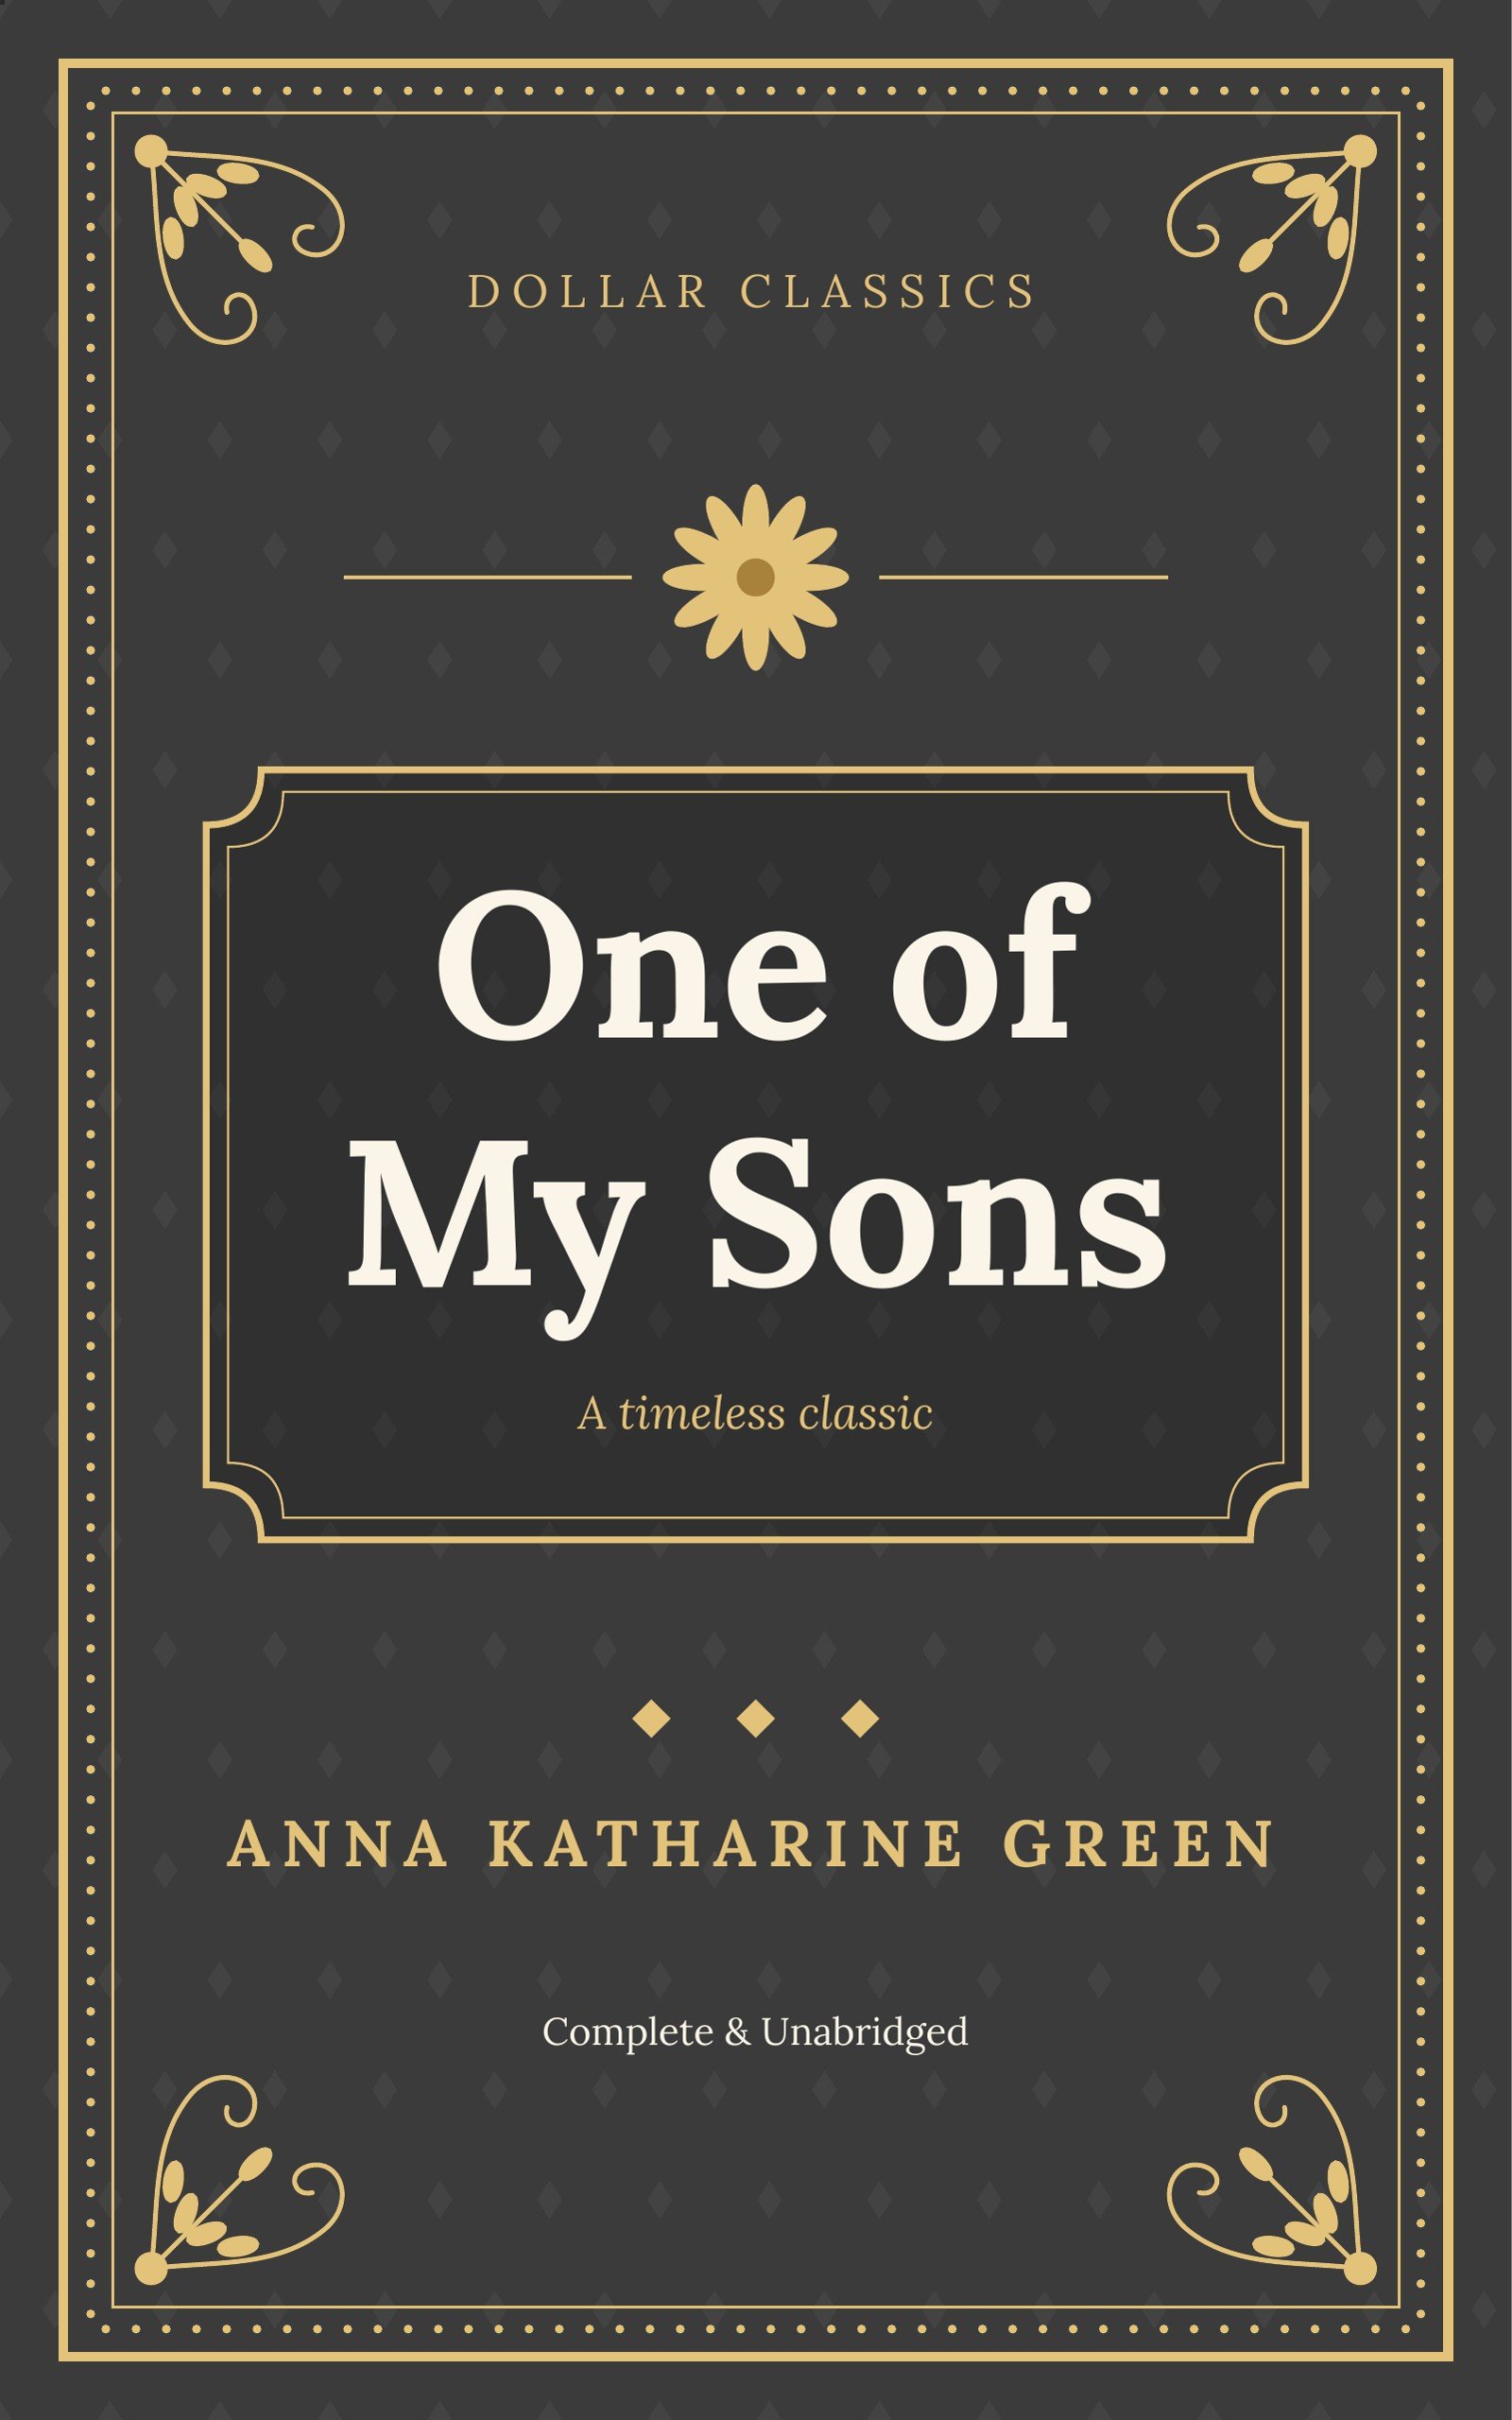 DOLLAR CLASSICS
One of
My Sons
A timeless classic
ANNA KATHARINE GREEN
Complete & Unabridged